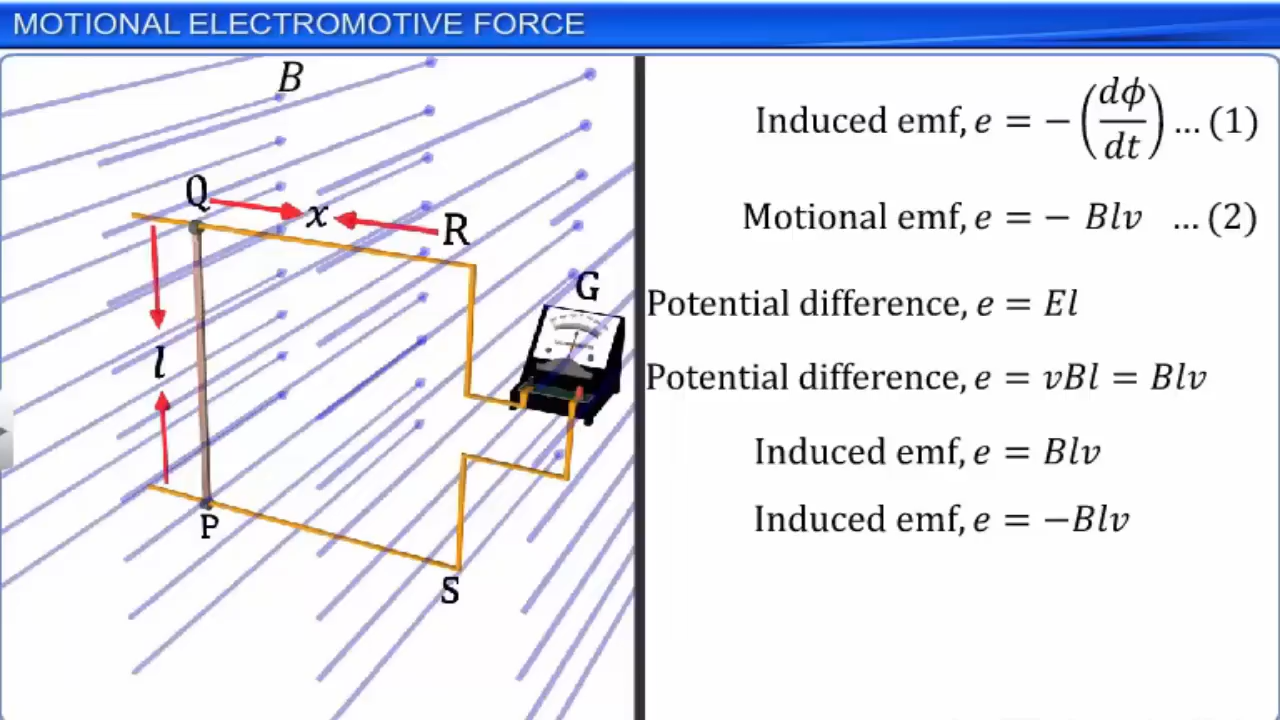 MOTIONAL ELECTROMOTIVE FORCE
B
Q
x
R
G
l
P
S
Induced emf, e = − (dϕ/dt) ... (1)
Motional emf, e = − Blv ... (2)
Potential difference, e = El
Potential difference, e = vBl = Blv
Induced emf, e = Blv
Induced emf, e = −Blv